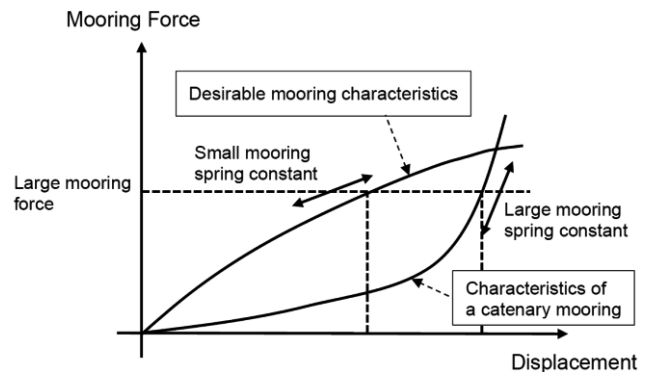 Mooring Force
Desirable mooring characteristics
Small mooring
spring constant
Large mooring
force
Large mooring
spring constant
Characteristics of
a catenary mooring
Displacement